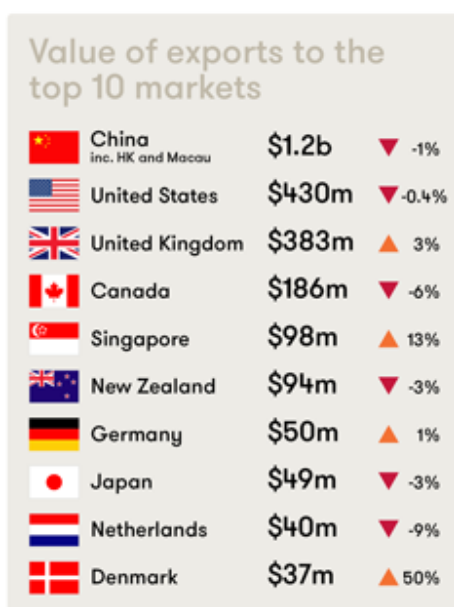 Value of exports to the
top 10 markets
China $1.2b ▼ -1%
inc. HK and Macau
United States $430m ▼ -0.4%
United Kingdom $383m ▲ 3%
Canada $186m ▼ -6%
Singapore $98m ▲ 13%
New Zealand $94m ▼ -3%
Germany $50m ▲ 1%
Japan $49m ▼ -3%
Netherlands $40m ▼ -9%
Denmark $37m ▲ 50%